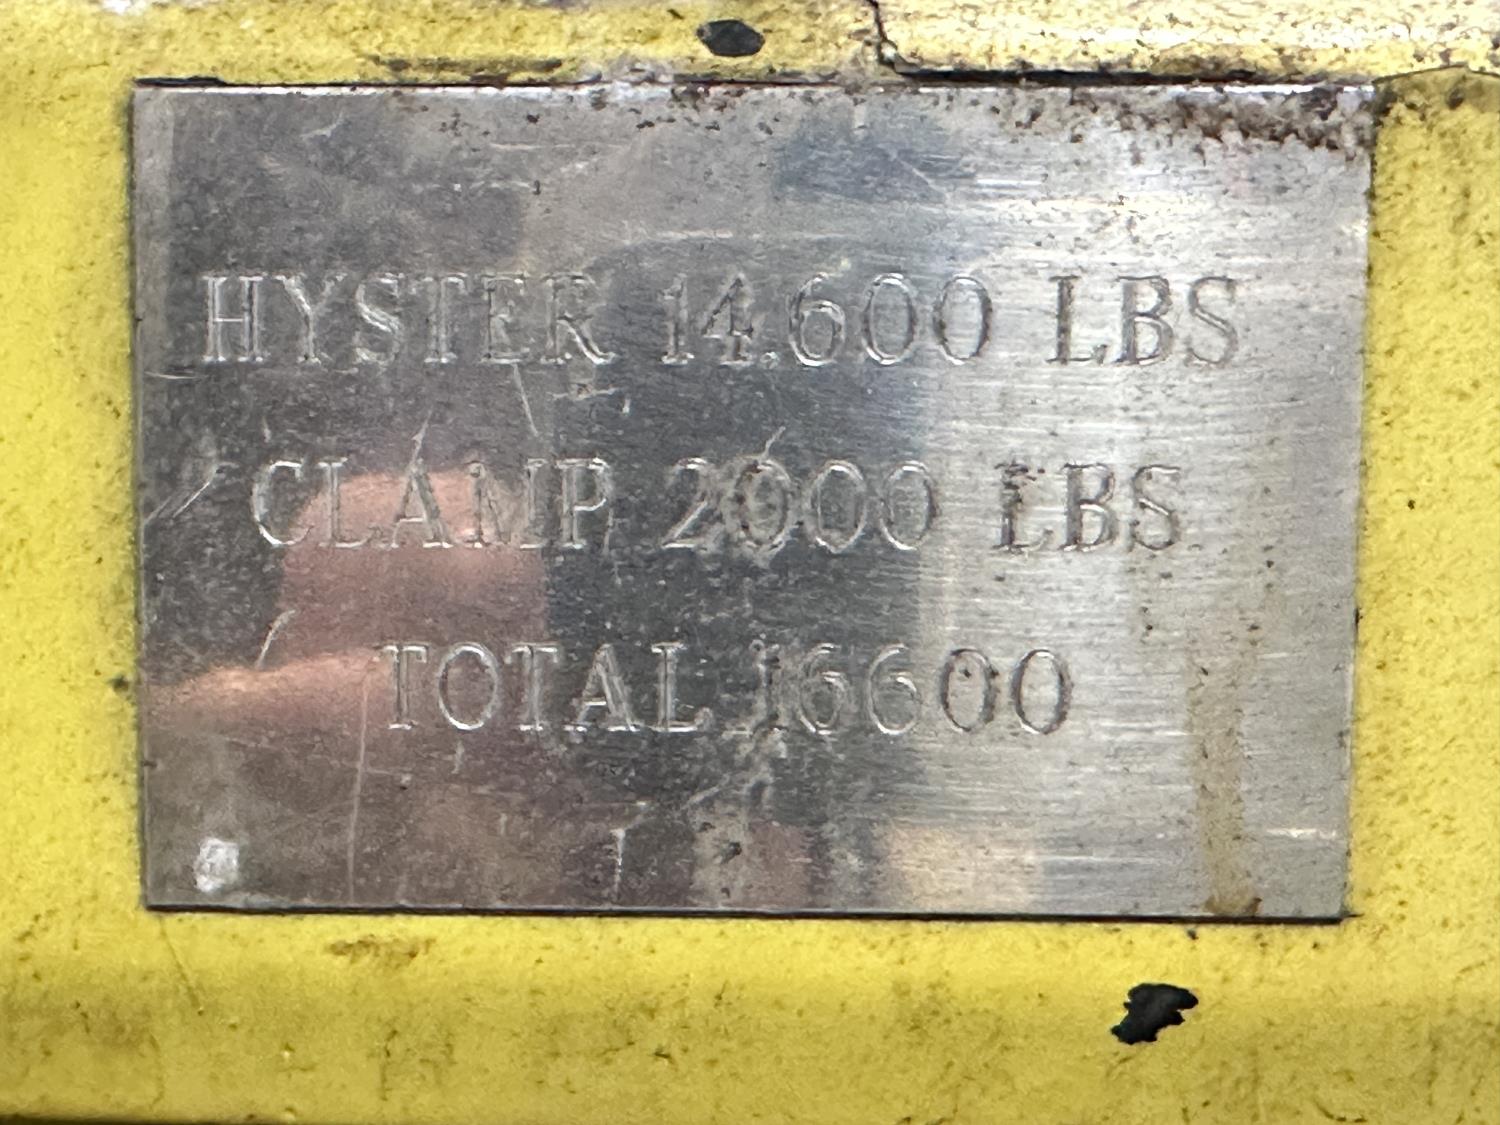 HYSTER 14.600 LBS
CLAMP 2000 LBS
TOTAL 16600